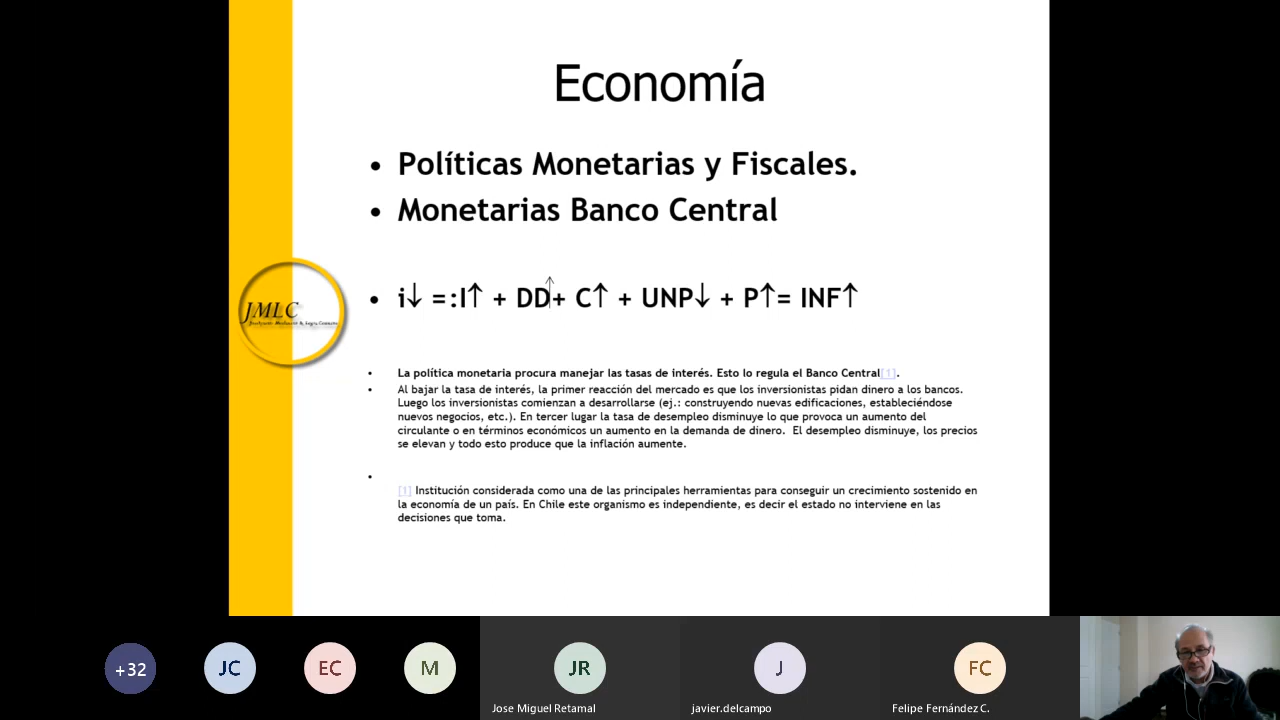 Economía
• Políticas Monetarias y Fiscales.
• Monetarias Banco Central
• i↓ =:I↑ + DD↑+ C↑ + UNP↓ + P↑= INF↑
JMLC
• La política monetaria procura manejar las tasas de interés. Esto lo regula el Banco Central[1].
• Al bajar la tasa de interés, la primer reacción del mercado es que los inversionistas pidan dinero a los bancos.
Luego los inversionistas comienzan a desarrollarse (ej.: construyendo nuevas edificaciones, estableciéndose
nuevos negocios, etc.). En tercer lugar la tasa de desempleo disminuye lo que provoca un aumento del
circulante o en términos económicos un aumento en la demanda de dinero. El desempleo disminuye, los precios
se elevan y todo esto produce que la inflación aumente.
•
[1] Institución considerada como una de las principales herramientas para conseguir un crecimiento sostenido en
la economía de un país. En Chile este organismo es independiente, es decir el estado no interviene en las
decisiones que toma.
+32
JC
EC
M
JR
J
FC
Jose Miguel Retamal
javier.delcampo
Felipe Fernández C.